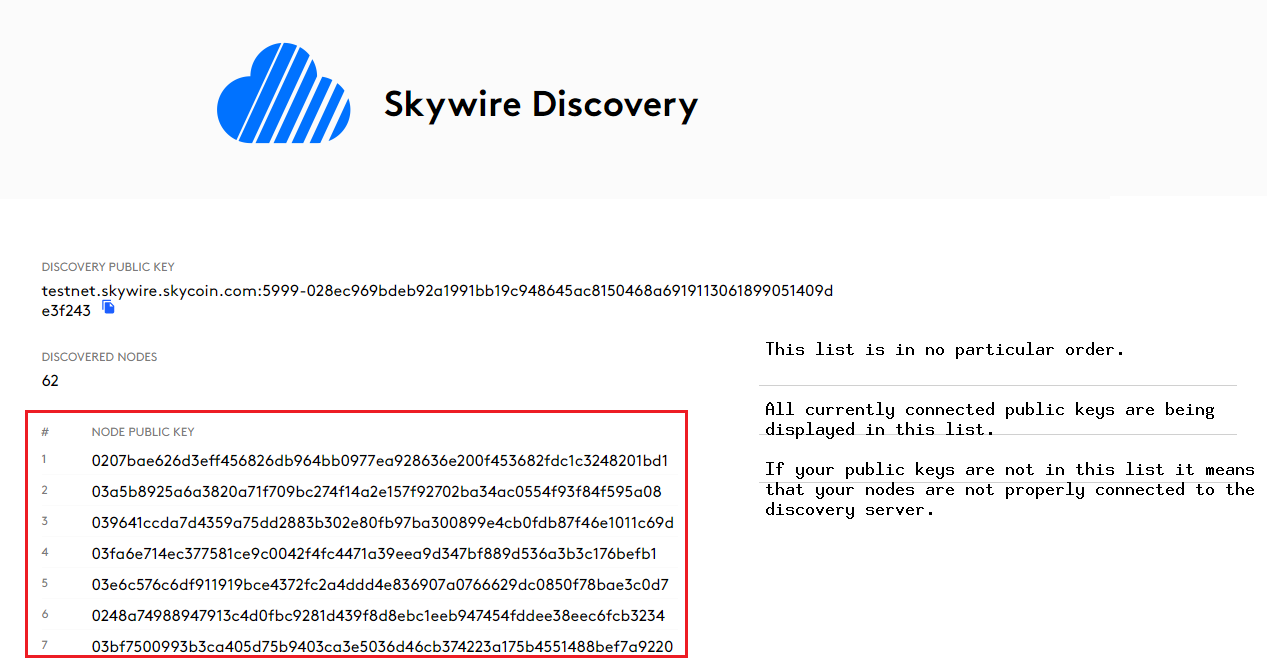 Skywire Discovery
DISCOVERY PUBLIC KEY
testnet.skywire.skycoin.com:5999-028ec969bdeb92a1991bb19c948645ac8150468a6919113061899051409d
e3f243
DISCOVERED NODES
62
# NODE PUBLIC KEY
1 0207bae626d3eff456826db964bb0977ea928636e200f453682fdc1c3248201bd1
2 03a5b8925a6a3820a71f709bc274f14a2e157f92702ba34ac0554f93f84f595a08
3 039641ccda7d4359a75dd2883b302e80fb97ba300899e4cb0fdb87f46e1011c69d
4 03fa6e714ec377581ce9c0042f4fc4471a39eea9d347bf889d536a3b3c176befb1
5 03e6c576c6df911919bce4372fc2a4ddd4e836907a0766629dc0850f78bae3c0d7
6 0248a74988947913c4d0fbc9281d439f8d8ebc1eeb947454fddee38eec6fcb3234
7 03bf7500993b3ca405d75b9403ca3e5036d46cb374223a175b4551488bef7a9220
This list is in no particular order.
All currently connected public keys are being
displayed in this list.
If your public keys are not in this list it means
that your nodes are not properly connected to the
discovery server.